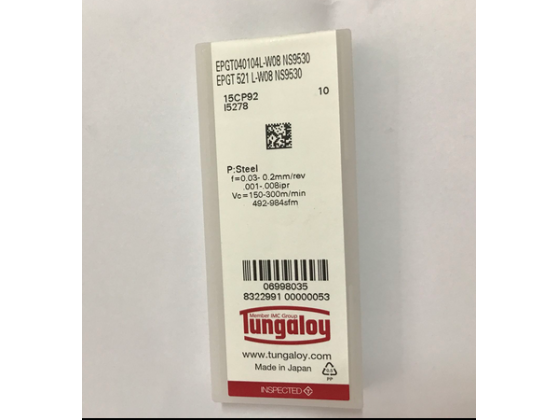 EPGT040104L-W08 NS9530
EPGT 521 L-W08 NS9530
15CP92 10
I5278
P:Steel
f=0.03- 0.2mm/rev
.001-.008ipr
Vc=150-300m/min
492-984sfm
06998035
8322991 00000053
Member IMC Group
Tungaloy
www.tungaloy.com
Made in Japan
PP
INSPECTED T